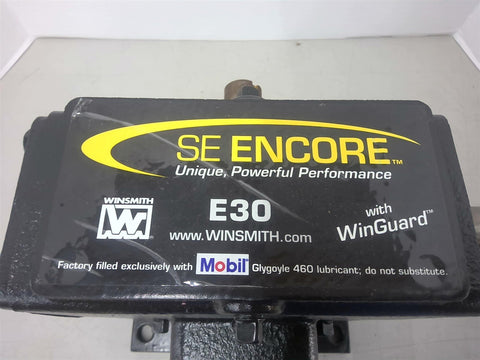 SE ENCORE™
Unique, Powerful Performance
WINSMITH
W
E30
www.WINSMITH.com
with
WinGuard™
Factory filled exclusively with Mobil Glygoyle 460 lubricant; do not substitute.